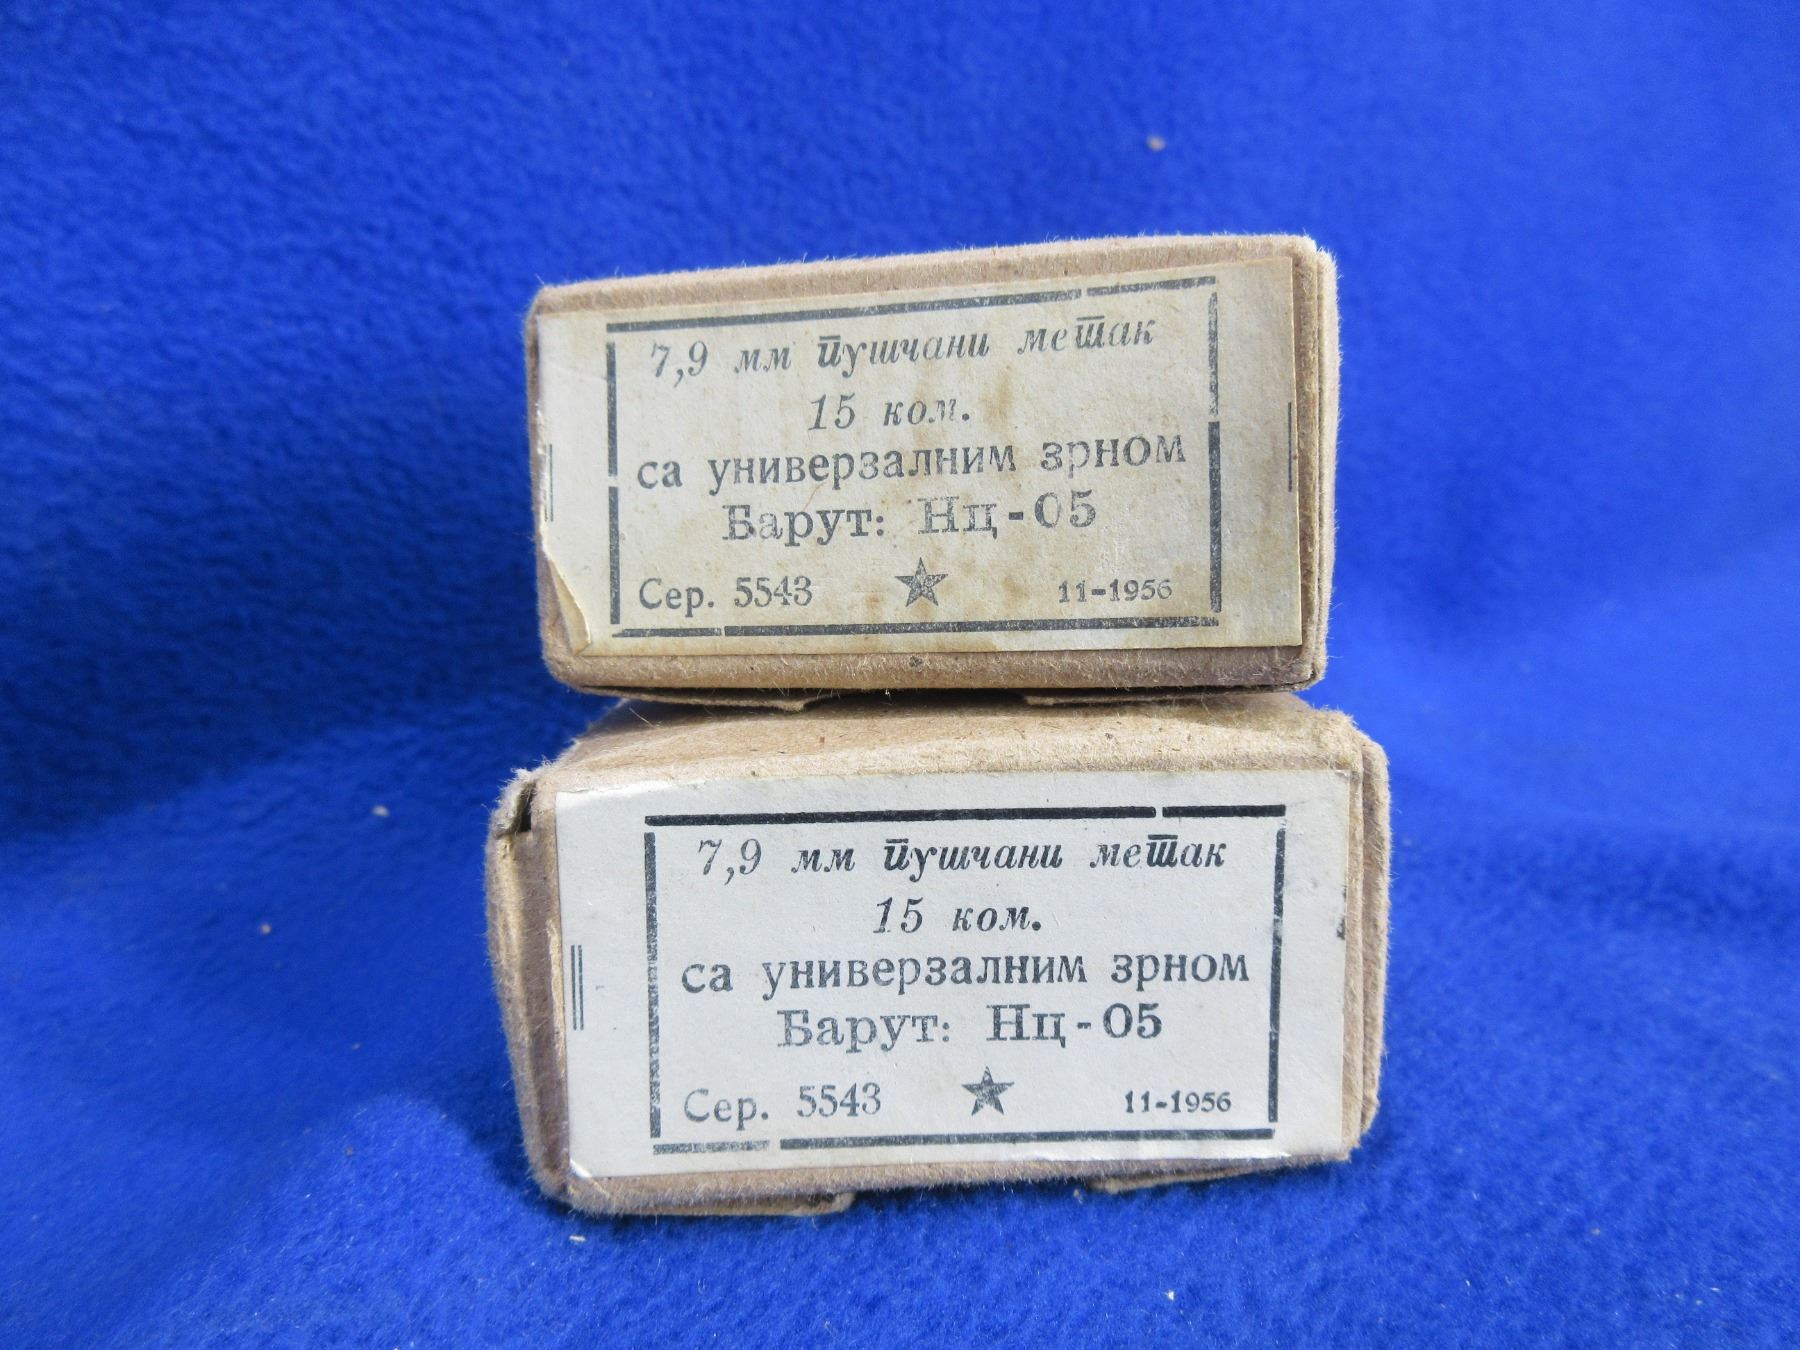 7,9 мм пушчани метак
15 ком.
са универзалним зрном
Барут: Нц-05
Сер. 5543 ★ 11-1956
7,9 мм пушчани метак
15 ком.
са универзалним зрном
Барут: Нц-05
Сер. 5543 ★ 11-1956